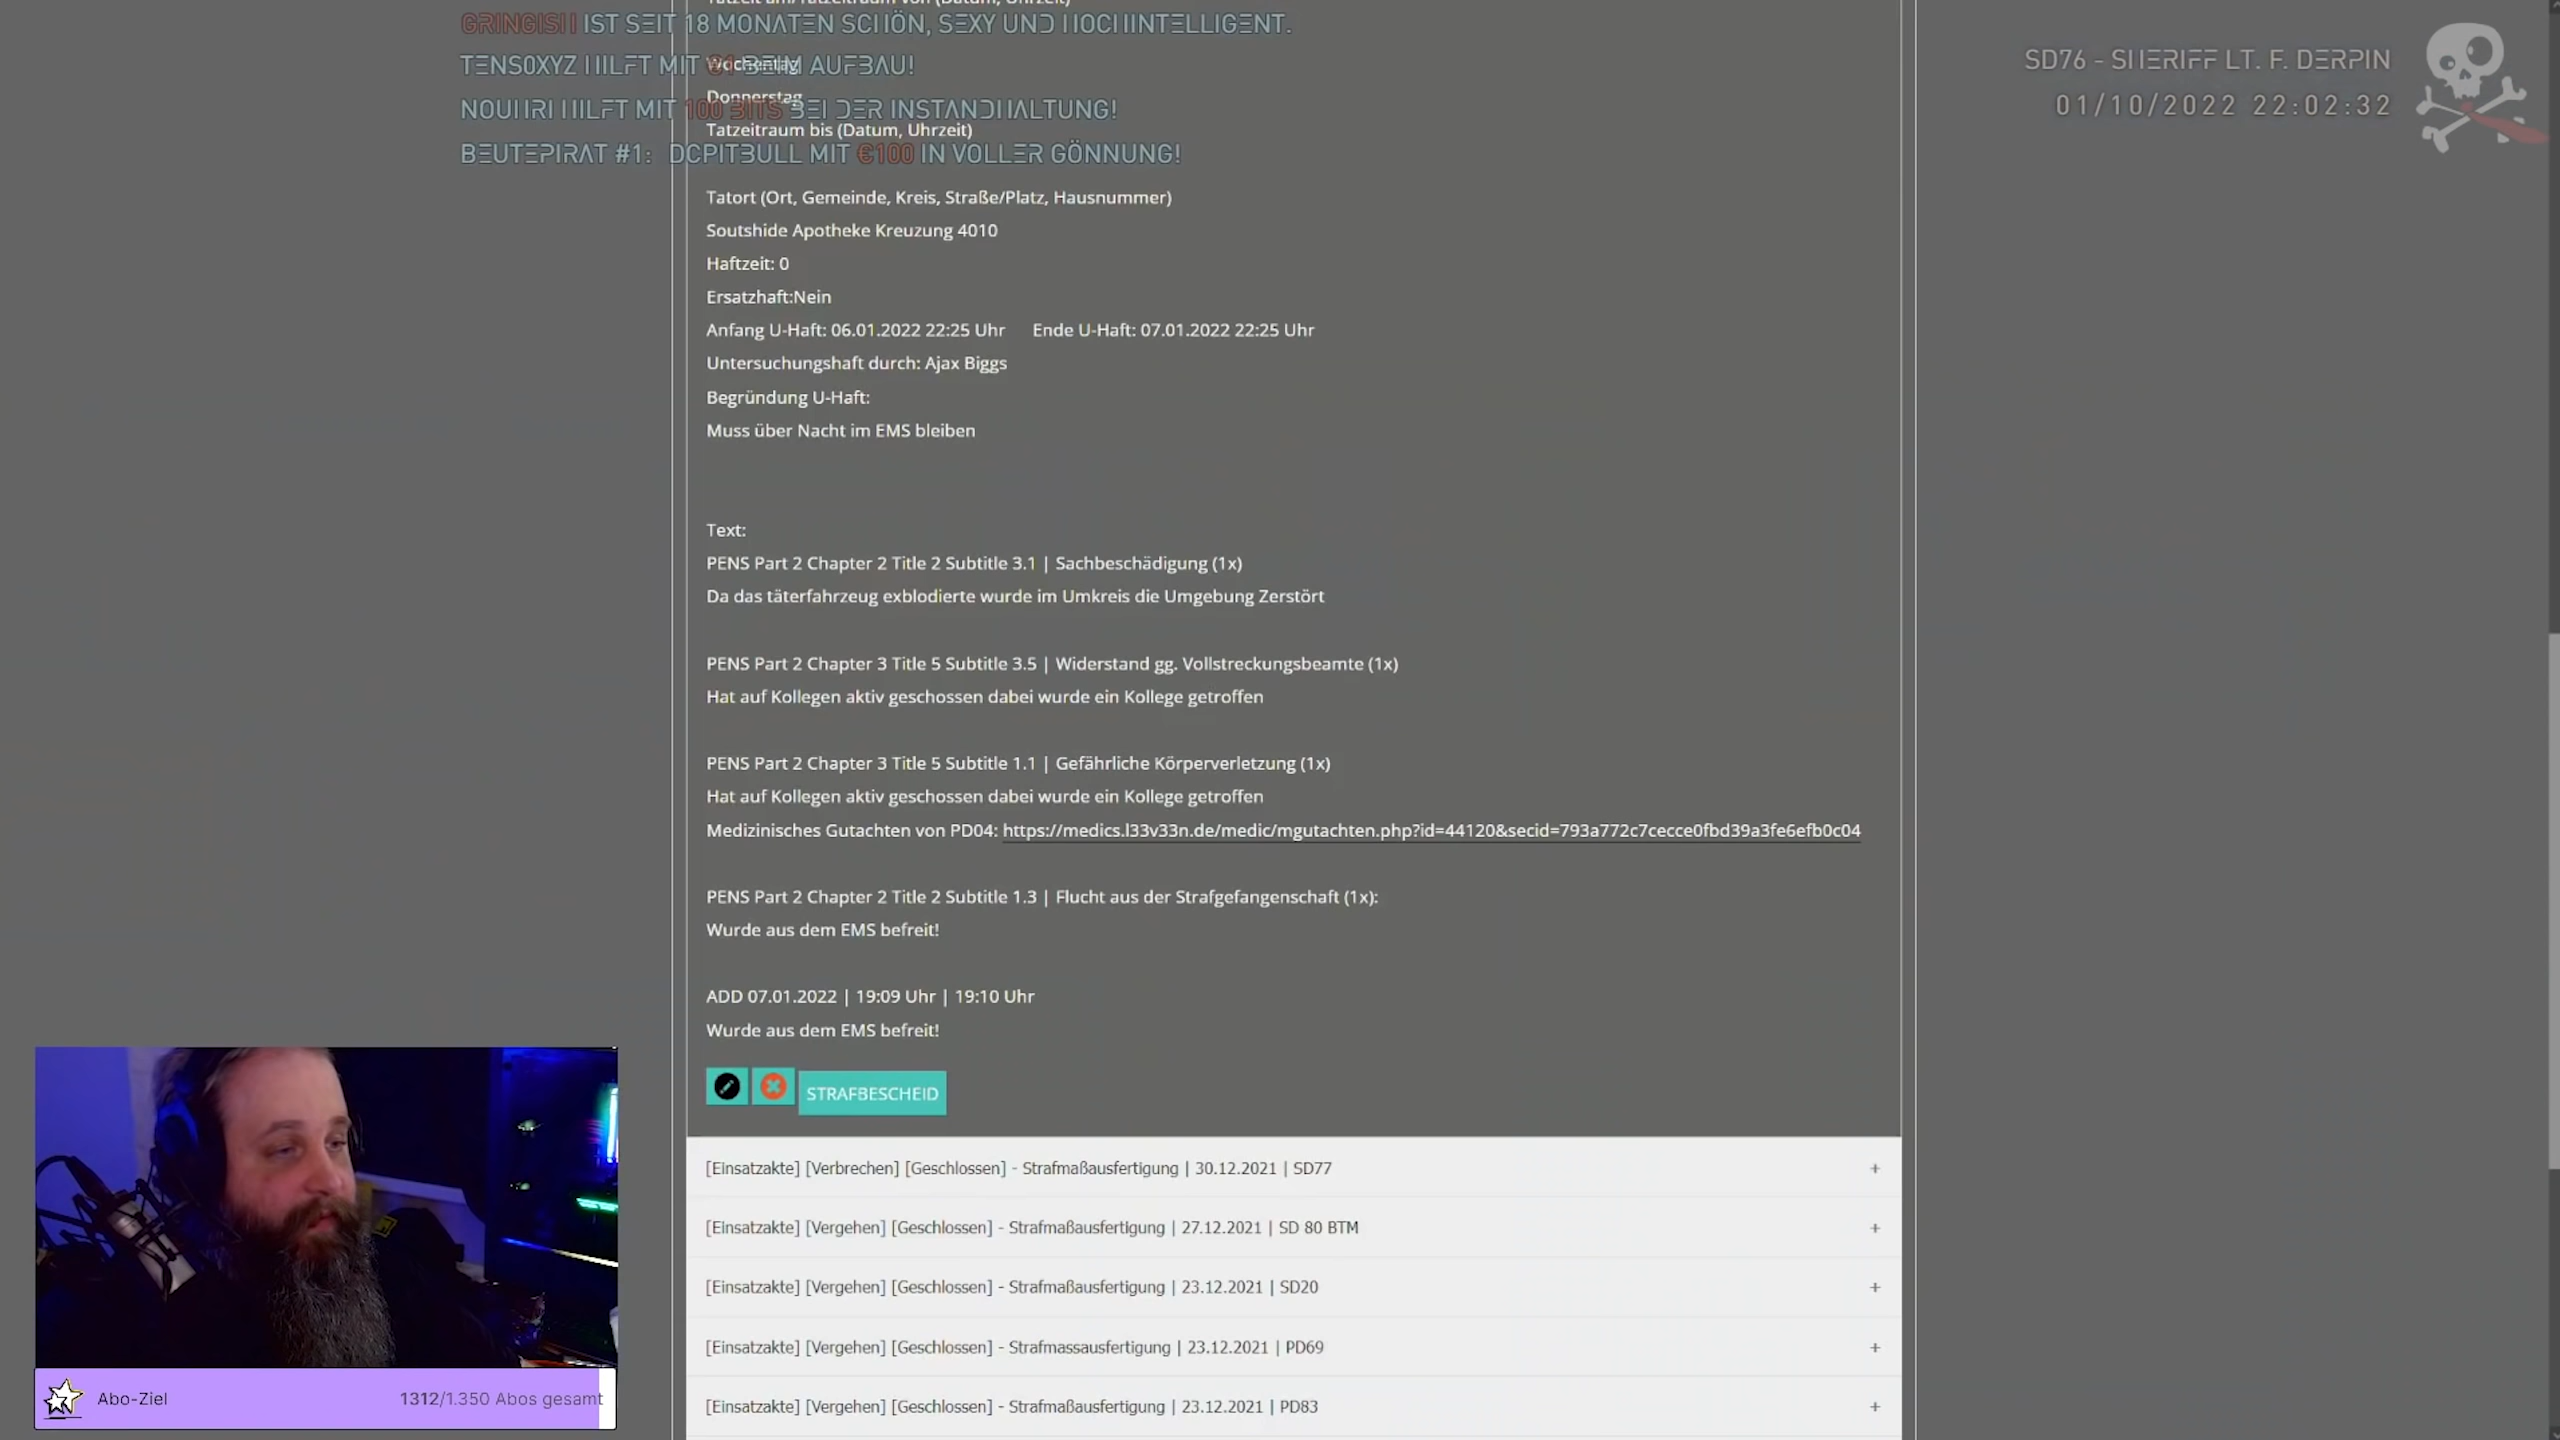 Tatzeit am/Tatzeitraum von (Datum, Uhrzeit)
GRINGISH IST SEIT 18 MONATEN SCHÖN, SEXY UND HOCHINTELLIGENT.
Wochentag
TENS0XYZ HILFT MIT €1 BEIM AUFBAU!
Donnerstag
NOUHRI HILFT MIT 100 BITS BEI DER INSTANDHALTUNG!
Tatzeitraum bis (Datum, Uhrzeit)
BEUTEPIRAT #1: DCPITBULL MIT €100 IN VOLLER GÖNNUNG!
SD76 - SHERIFF LT. F. DERPIN
01/10/2022 22:02:32
Tatort (Ort, Gemeinde, Kreis, Straße/Platz, Hausnummer)
Soutshide Apotheke Kreuzung 4010
Haftzeit: 0
Ersatzhaft:Nein
Anfang U-Haft: 06.01.2022 22:25 Uhr Ende U-Haft: 07.01.2022 22:25 Uhr
Untersuchungshaft durch: Ajax Biggs
Begründung U-Haft:
Muss über Nacht im EMS bleiben
Text:
PENS Part 2 Chapter 2 Title 2 Subtitle 3.1 | Sachbeschädigung (1x)
Da das täterfahrzeug exblodierte wurde im Umkreis die Umgebung Zerstört
PENS Part 2 Chapter 3 Title 5 Subtitle 3.5 | Widerstand gg. Vollstreckungsbeamte (1x)
Hat auf Kollegen aktiv geschossen dabei wurde ein Kollege getroffen
PENS Part 2 Chapter 3 Title 5 Subtitle 1.1 | Gefährliche Körperverletzung (1x)
Hat auf Kollegen aktiv geschossen dabei wurde ein Kollege getroffen
Medizinisches Gutachten von PD04: https://medics.l33v33n.de/medic/mgutachten.php?id=44120&secid=793a772c7cecce0fbd39a3fe6efb0c04
PENS Part 2 Chapter 2 Title 2 Subtitle 1.3 | Flucht aus der Strafgefangenschaft (1x):
Wurde aus dem EMS befreit!
ADD 07.01.2022 | 19:09 Uhr | 19:10 Uhr
Wurde aus dem EMS befreit!
STRAFBESCHEID
[Einsatzakte] [Verbrechen] [Geschlossen] - Strafmaßausfertigung | 30.12.2021 | SD77 +
[Einsatzakte] [Vergehen] [Geschlossen] - Strafmaßausfertigung | 27.12.2021 | SD 80 BTM +
[Einsatzakte] [Vergehen] [Geschlossen] - Strafmaßausfertigung | 23.12.2021 | SD20 +
[Einsatzakte] [Vergehen] [Geschlossen] - Strafmassausfertigung | 23.12.2021 | PD69 +
[Einsatzakte] [Vergehen] [Geschlossen] - Strafmaßausfertigung | 23.12.2021 | PD83 +
Abo-Ziel 1312/1.350 Abos gesamt